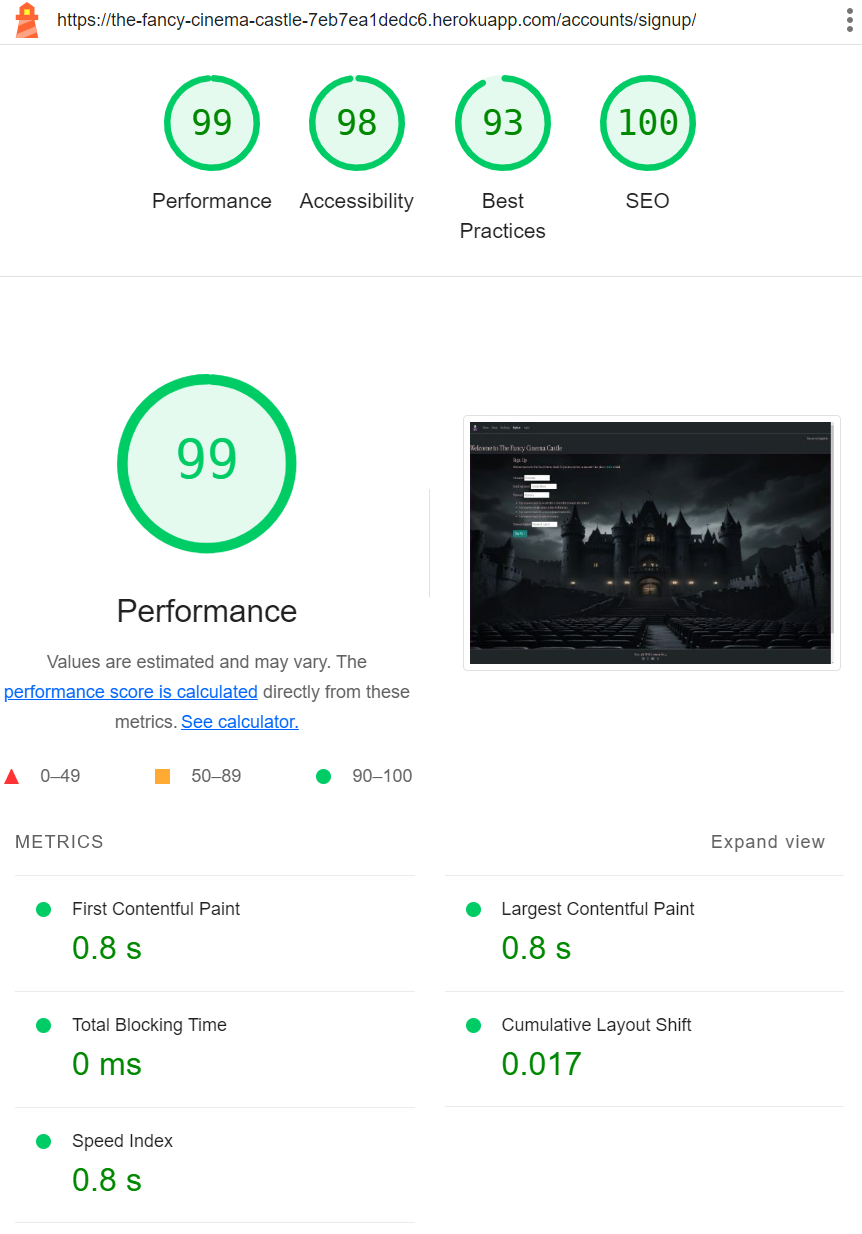 https://the-fancy-cinema-castle-7eb7ea1dedc6.herokuapp.com/accounts/signup/
99
98
93
100
Performance
Accessibility
Best
Practices
SEO
99
Performance
Values are estimated and may vary. The
performance score is calculated directly from these
metrics. See calculator.
0–49
50–89
90–100
Welcome to The Fancy Cinema Castle
Sign Up
METRICS
Expand view
First Contentful Paint
0.8 s
Largest Contentful Paint
0.8 s
Total Blocking Time
0 ms
Cumulative Layout Shift
0.017
Speed Index
0.8 s